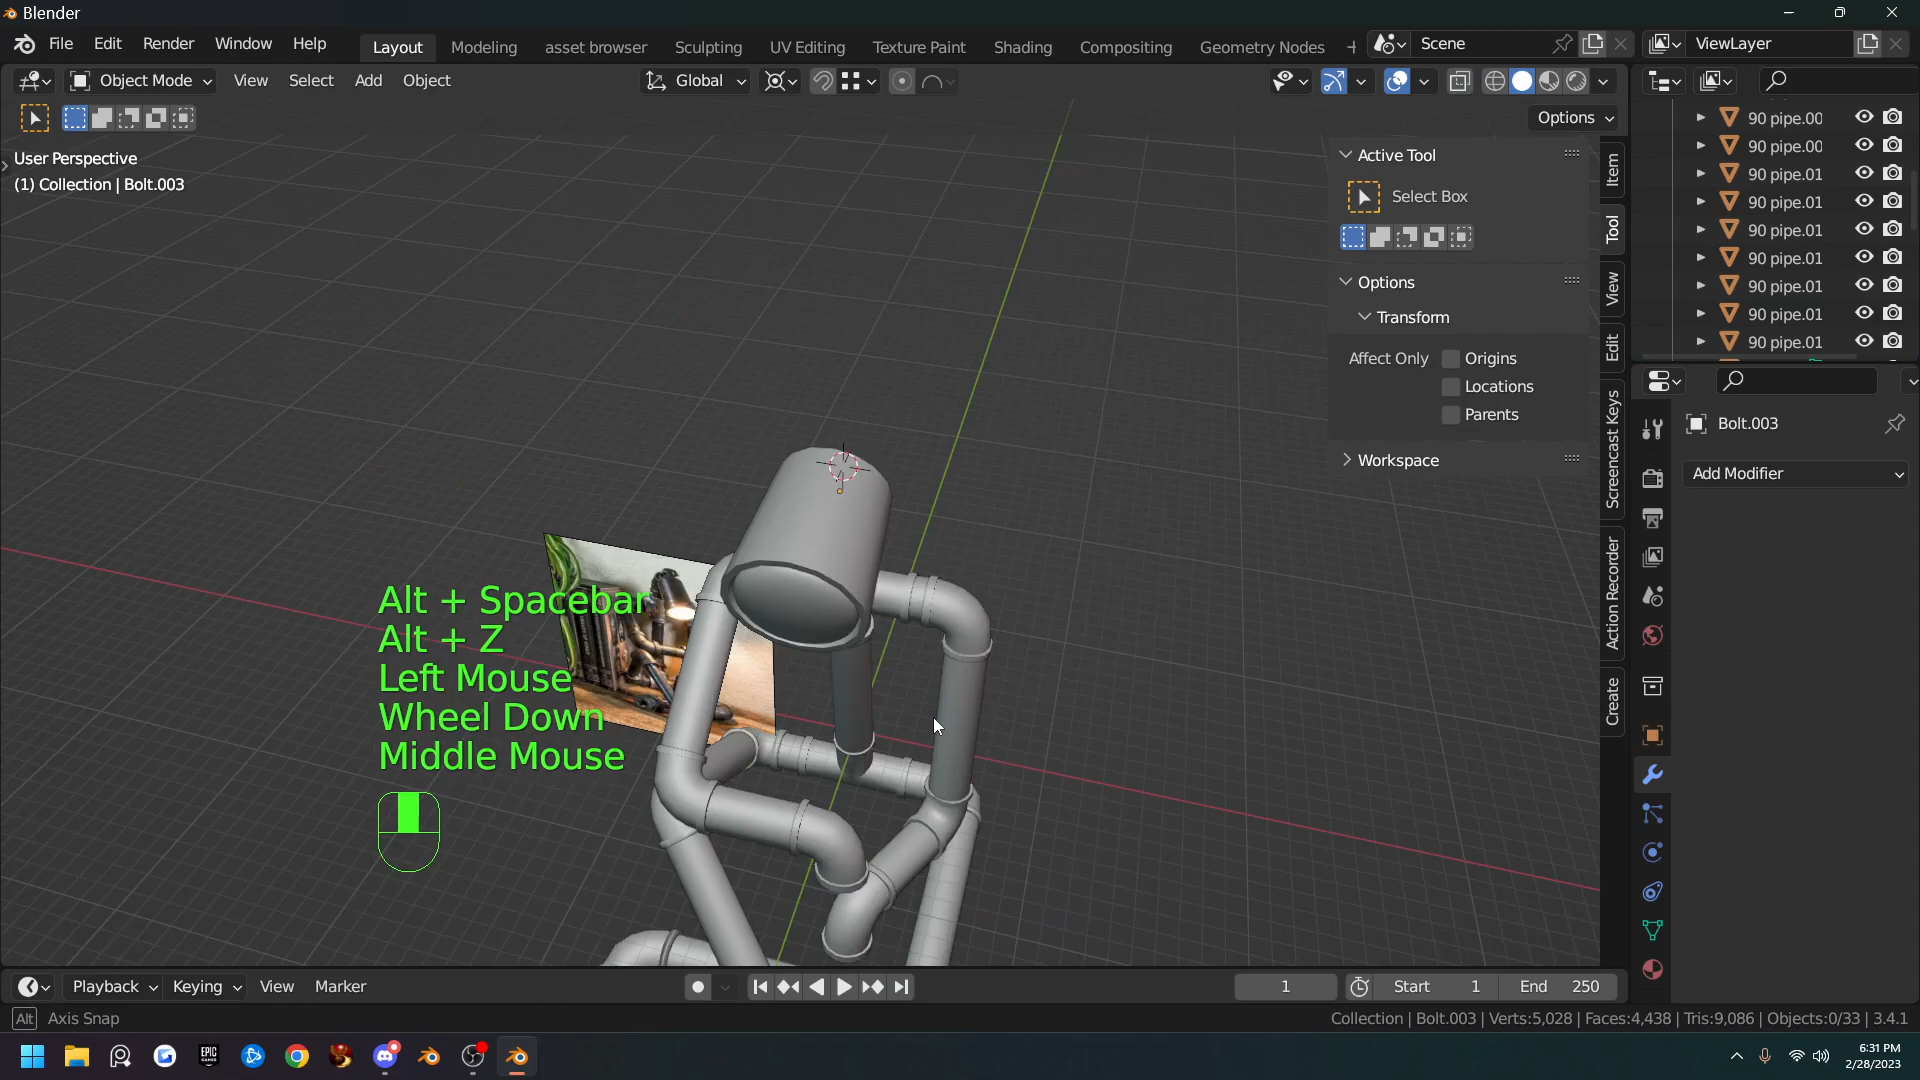 Blender
File Edit Render Window Help
Layout Modeling asset browser Sculpting UV Editing Texture Paint Shading Compositing Geometry Nodes
Scene
ViewLayer
Object Mode View Select Add Object
Global
Options
User Perspective
(1) Collection | Bolt.003
Active Tool
Select Box
Options
Transform
Affect Only Origins
Locations
Parents
Workspace
Item
Tool
View
Edit
Screencast Keys
Action Recorder
Create
90 pipe.00
90 pipe.00
90 pipe.01
90 pipe.01
90 pipe.01
90 pipe.01
90 pipe.01
90 pipe.01
90 pipe.01
Bolt.003
Add Modifier
Alt + Spacebar
Alt + Z
Left Mouse
Wheel Down
Middle Mouse
Playback Keying View Marker
1
Start 1
End 250
Alt Axis Snap
Collection | Bolt.003 | Verts:5,028 | Faces:4,438 | Tris:9,086 | Objects:0/33 | 3.4.1
EPIC
GAMES
6:31 PM
2/28/2023